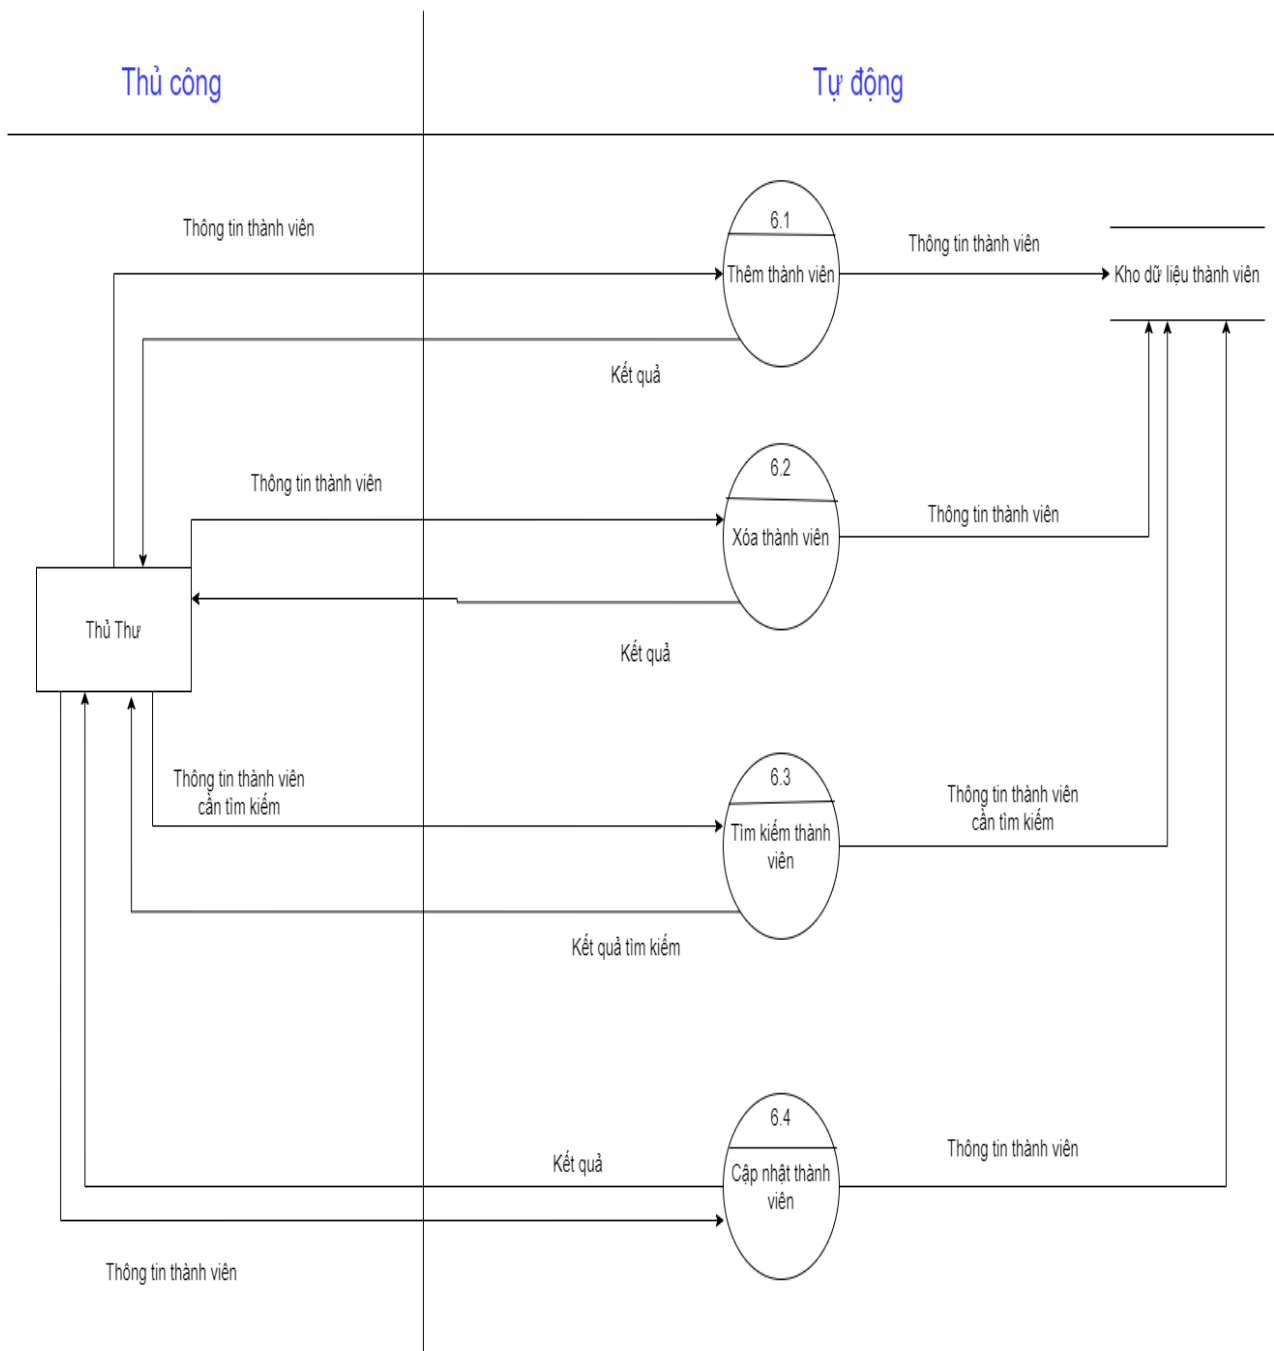 Thủ công
Tự động
6.1
Thông tin thành viên
Thông tin thành viên
Thêm thành viên
Kho dữ liệu thành viên
Kết quả
6.2
Thông tin thành viên
Thông tin thành viên
Xóa thành viên
Thủ Thư
Kết quả
6.3
Thông tin thành viên
cần tìm kiếm
Thông tin thành viên
cần tìm kiếm
Tìm kiếm thành
viên
Kết quả tìm kiếm
6.4
Thông tin thành viên
Kết quả
Cập nhật thành
viên
Thông tin thành viên